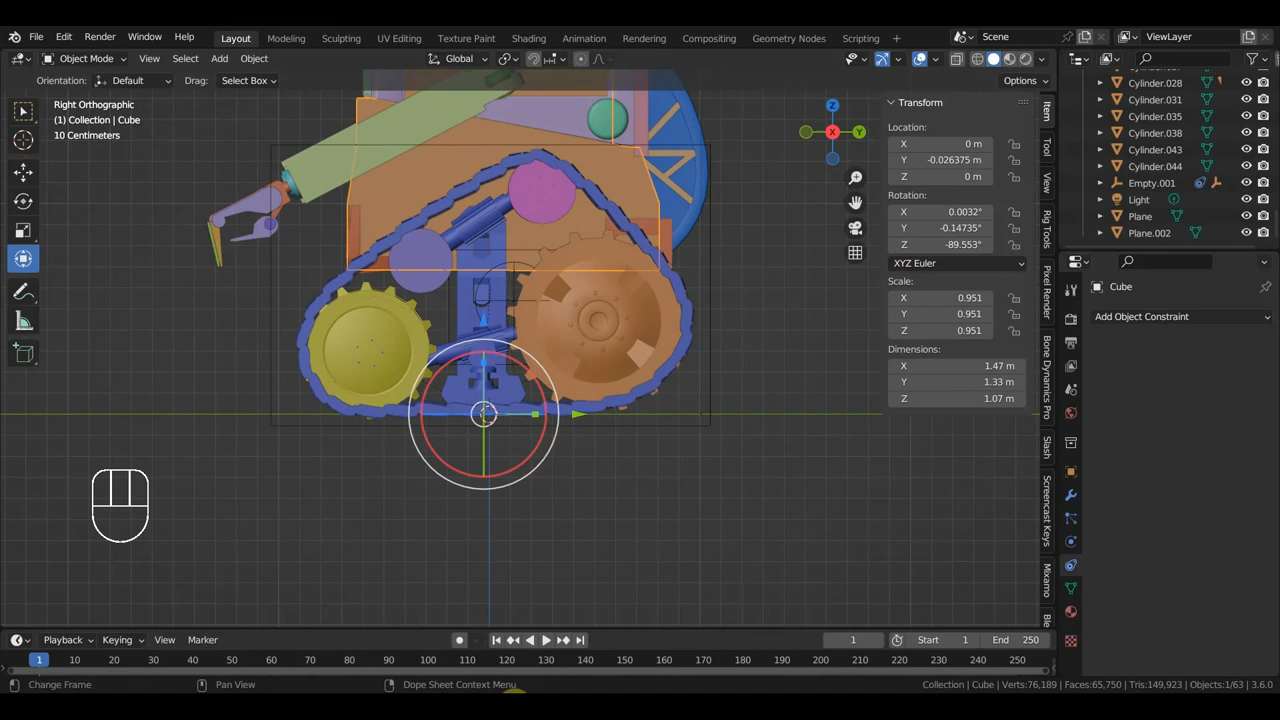 File Edit Render Window Help Layout Modeling Sculpting UV Editing Texture Paint Shading Animation Rendering Compositing Geometry Nodes Scripting + Scene ViewLayer
Object Mode View Select Add Object Global Options
Orientation: Default Drag: Select Box
Right Orthographic
(1) Collection | Cube
10 Centimeters
Z
Y
X
Transform
Location:
X 0 m
Y -0.026375 m
Z 0 m
Rotation:
X 0.0032°
Y -0.14735°
Z -89.553°
XYZ Euler
Scale:
X 0.951
Y 0.951
Z 0.951
Dimensions:
X 1.47 m
Y 1.33 m
Z 1.07 m
Item
Tool
View
Rig Tools
Pixel Render
Bone Dynamics Pro
Slash
Screencast Keys
Mixamo
Cylinder.028
Cylinder.031
Cylinder.035
Cylinder.038
Cylinder.043
Cylinder.044
Empty.001
Light
Plane
Plane.002
Cube
Add Object Constraint
Playback Keying View Marker 1 Start 1 End 250
1 10 20 30 40 50 60 70 80 90 100 110 120 130 140 150 160 170 180 190 200 210 220 230 240 250
Change Frame Pan View Dope Sheet Context Menu Collection | Cube | Verts:76,189 | Faces:65,750 | Tris:149,923 | Objects:1/63 | 3.6.0